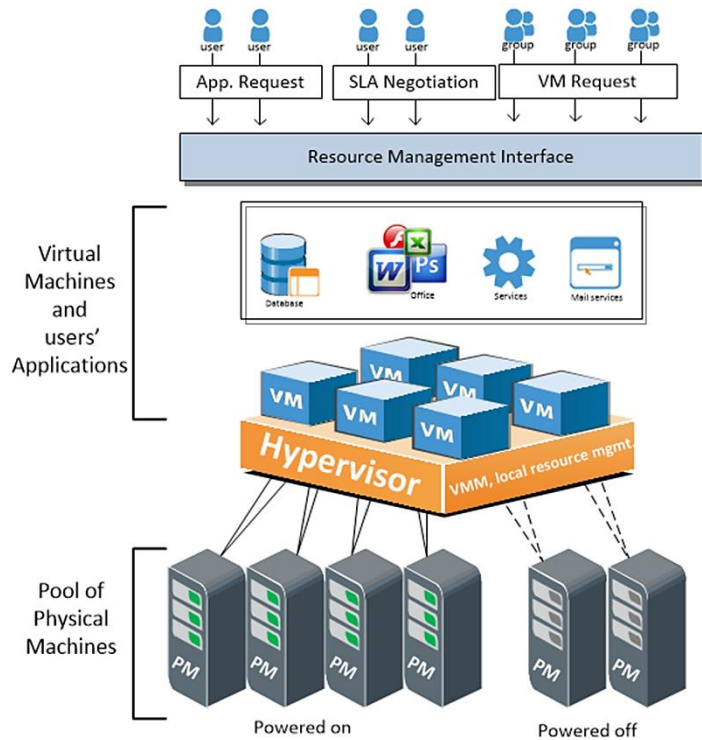 user user user user group group group
App. Request SLA Negotiation VM Request
Resource Management Interface
Virtual
Machines
and
users'
Applications
Database
W X Ps
Office
Services
Mail services
VM
VM
VM
VM
VM
VM
Hypervisor
VMM, local resource mgmt.
Pool of
Physical
Machines
PM PM PM PM PM PM
Powered on Powered off